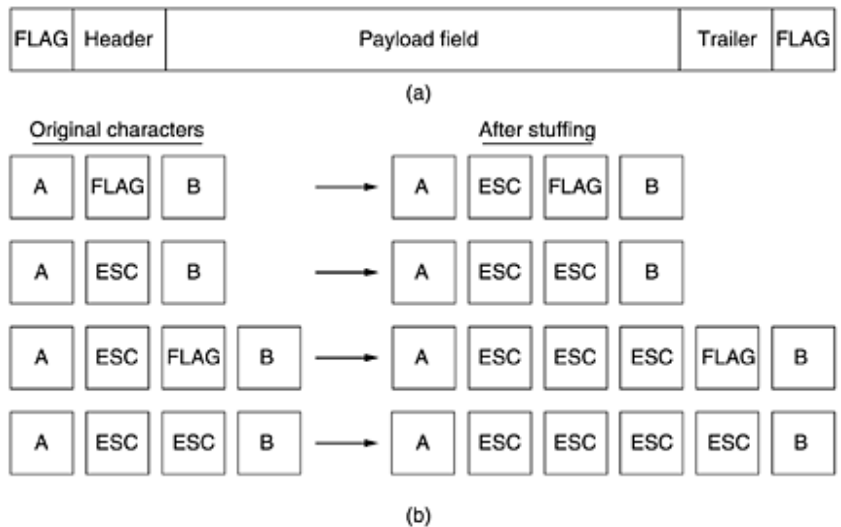 FLAG Header Payload field Trailer FLAG
(a)
Original characters After stuffing
A FLAG B A ESC FLAG B
A ESC B A ESC ESC B
A ESC FLAG B A ESC ESC ESC FLAG B
A ESC ESC B A ESC ESC ESC ESC B
(b)